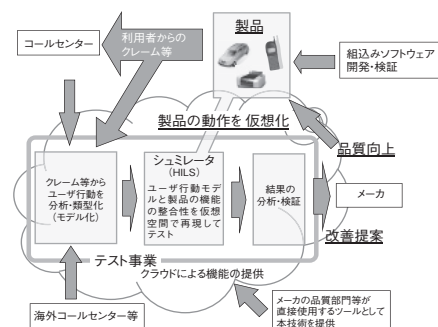 製品
コールセンター
利用者からの
クレーム等
組込みソフトウェア
開発・検証
製品の動作を仮想化
品質向上
クレーム等から
ユーザ行動を
分析・類型化
(モデル化)
シュミレータ
(HILS)
ユーザ行動モデ
ルと製品の機能
の整合性を仮想
空間で再現して
テスト
結果の
分析・検証
メーカ
改善提案
テスト事業
クラウドによる機能の提供
海外コールセンター等
メーカの品質部門等が
直接使用するツールとして
本技術を提供